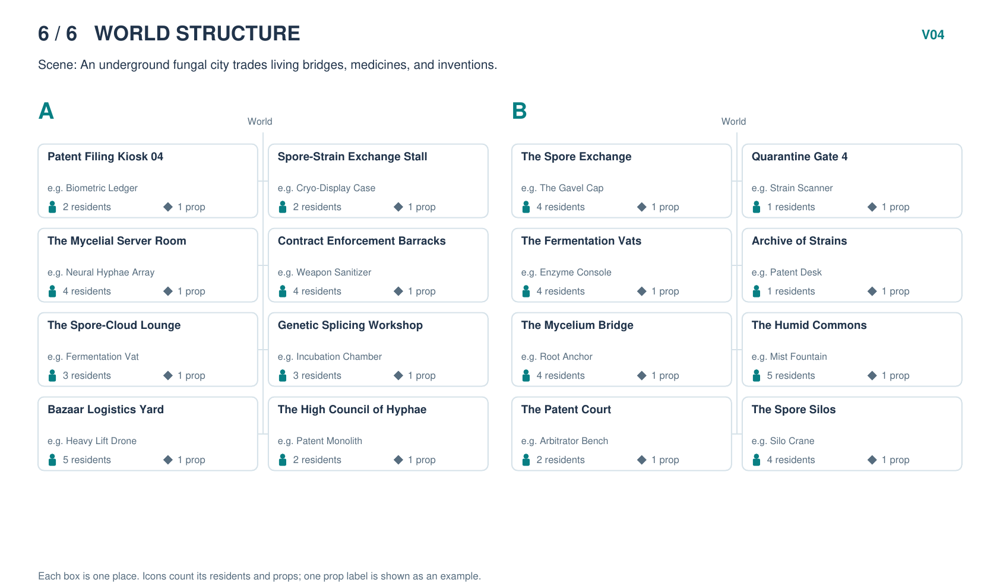 6 / 6 WORLD STRUCTURE
V04
Scene: An underground fungal city trades living bridges, medicines, and inventions.
A
World
Patent Filing Kiosk 04
e.g. Biometric Ledger
2 residents
1 prop
Spore-Strain Exchange Stall
e.g. Cryo-Display Case
2 residents
1 prop
The Mycelial Server Room
e.g. Neural Hyphae Array
4 residents
1 prop
Contract Enforcement Barracks
e.g. Weapon Sanitizer
4 residents
1 prop
The Spore-Cloud Lounge
e.g. Fermentation Vat
3 residents
1 prop
Genetic Splicing Workshop
e.g. Incubation Chamber
3 residents
1 prop
Bazaar Logistics Yard
e.g. Heavy Lift Drone
5 residents
1 prop
The High Council of Hyphae
e.g. Patent Monolith
2 residents
1 prop
B
World
The Spore Exchange
e.g. The Gavel Cap
4 residents
1 prop
Quarantine Gate 4
e.g. Strain Scanner
1 residents
1 prop
The Fermentation Vats
e.g. Enzyme Console
4 residents
1 prop
Archive of Strains
e.g. Patent Desk
1 residents
1 prop
The Mycelium Bridge
e.g. Root Anchor
4 residents
1 prop
The Humid Commons
e.g. Mist Fountain
5 residents
1 prop
The Patent Court
e.g. Arbitrator Bench
2 residents
1 prop
The Spore Silos
e.g. Silo Crane
4 residents
1 prop
Each box is one place. Icons count its residents and props; one prop label is shown as an example.